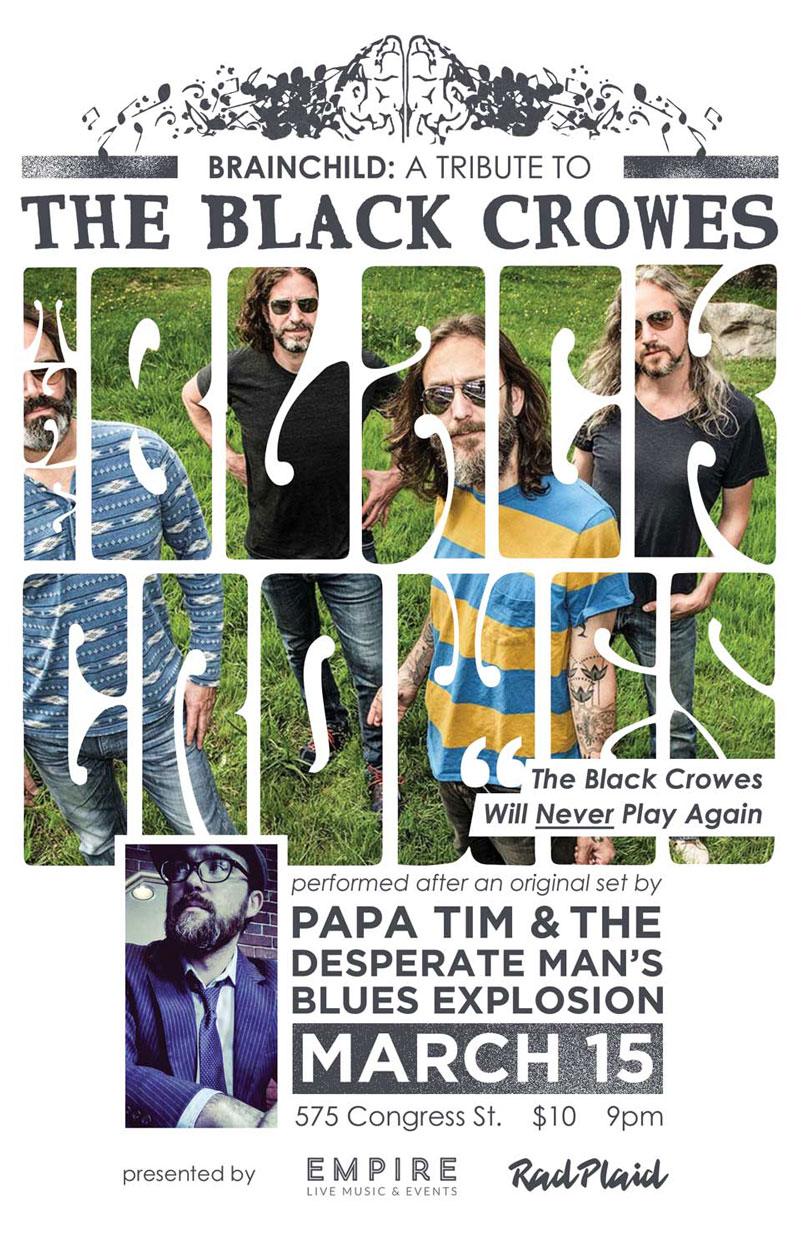 BRAINCHILD: A TRIBUTE TO
THE BLACK CROWES
BLACK
CROWES
“The Black Crowes
Will Never Play Again
performed after an original set by
PAPA TIM & THE
DESPERATE MAN’S
BLUES EXPLOSION
MARCH 15
575 Congress St. $10 9pm
presented by EMPIRE RadPlaid
LIVE MUSIC & EVENTS